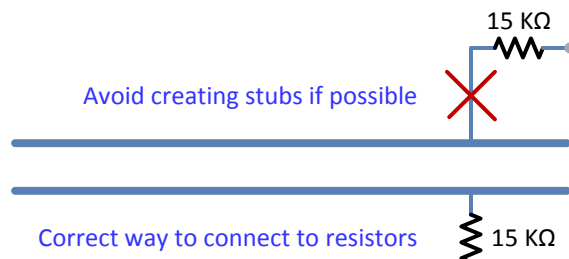 15 KΩ
Avoid creating stubs if possible
Correct way to connect to resistors
15 KΩ